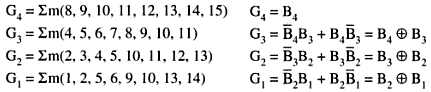 G₄ = Σm(8, 9, 10, 11, 12, 13, 14, 15) G₄ = B₄
G₃ = Σm(4, 5, 6, 7, 8, 9, 10, 11) G₃ = B̅₄B₃ + B₄B̅₃ = B₄ ⊕ B₃
G₂ = Σm(2, 3, 4, 5, 10, 11, 12, 13) G₂ = B̅₃B₂ + B₃B̅₂ = B₃ ⊕ B₂
G₁ = Σm(1, 2, 5, 6, 9, 10, 13, 14) G₁ = B̅₂B₁ + B₂B̅₁ = B₂ ⊕ B₁